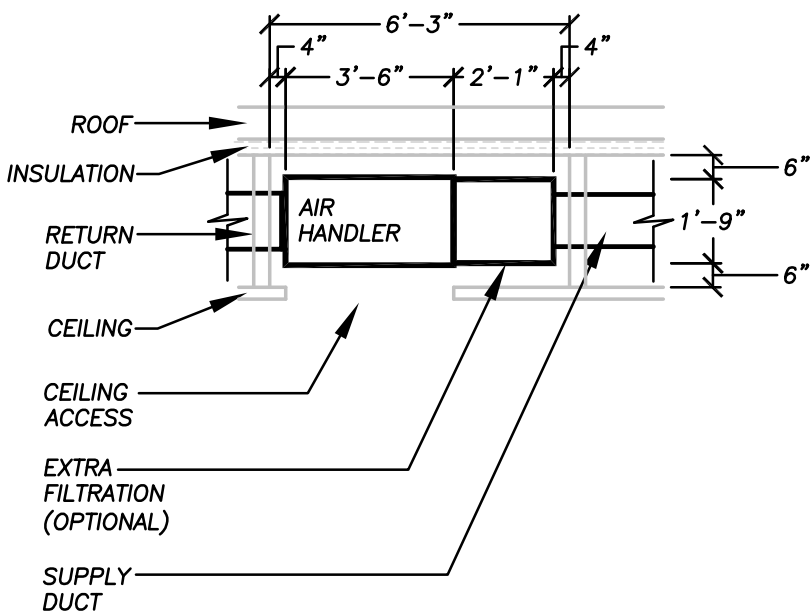 6'-3"
4"
4"
3'-6"
2'-1"
ROOF
INSULATION
6"
AIR
HANDLER
1'-9"
RETURN
DUCT
6"
CEILING
CEILING
ACCESS
EXTRA
FILTRATION
(OPTIONAL)
SUPPLY
DUCT